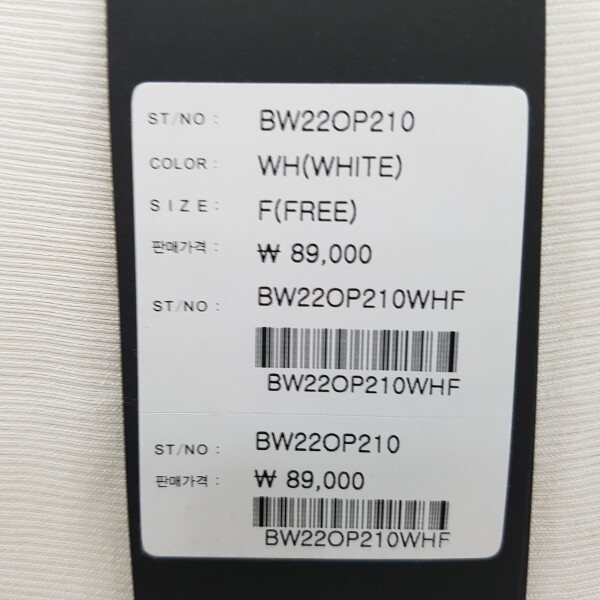 ST/NO : BW22OP210
COLOR : WH(WHITE)
SIZE : F(FREE)
판매가격 : ₩ 89,000
ST/NO : BW22OP210WHF
BW22OP210WHF
ST/NO : BW22OP210
판매가격 : ₩ 89,000
BW22OP210WHF